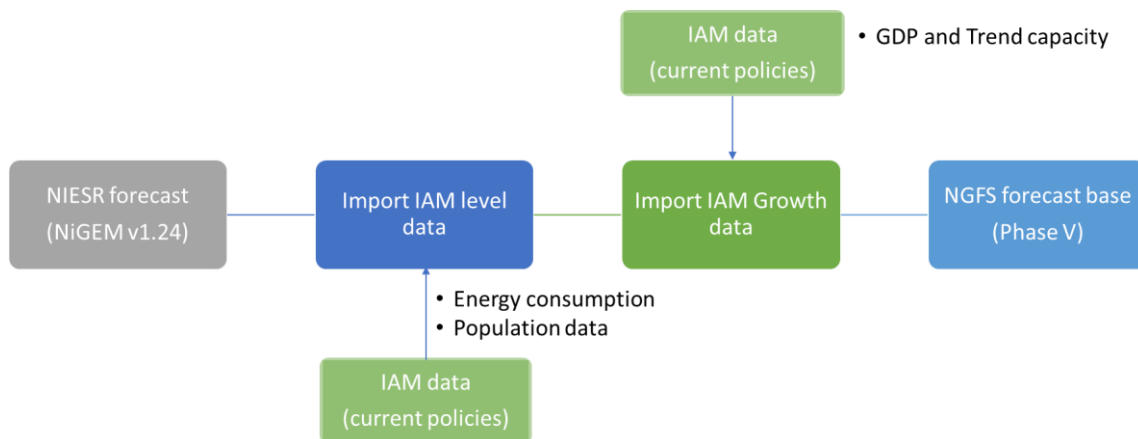 IAM data
(current policies)
• GDP and Trend capacity
NIESR forecast
(NiGEM v1.24)
Import IAM level
data
Import IAM Growth
data
NGFS forecast base
(Phase V)
• Energy consumption
• Population data
IAM data
(current policies)